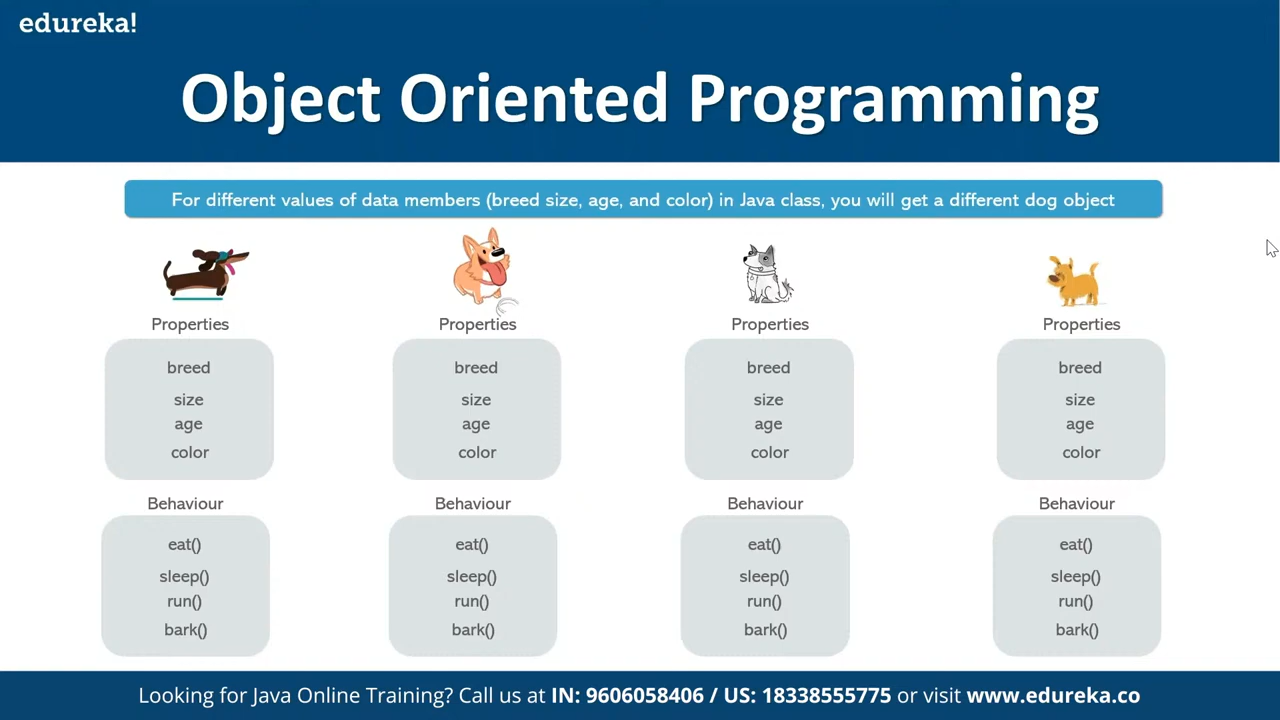 edureka!
Object Oriented Programming
For different values of data members (breed size, age, and color) in Java class, you will get a different dog object
Properties
breed
size
age
color
Behaviour
eat()
sleep()
run()
bark()
Properties
breed
size
age
color
Behaviour
eat()
sleep()
run()
bark()
Properties
breed
size
age
color
Behaviour
eat()
sleep()
run()
bark()
Properties
breed
size
age
color
Behaviour
eat()
sleep()
run()
bark()
Looking for Java Online Training? Call us at IN: 9606058406 / US: 18338555775 or visit www.edureka.co